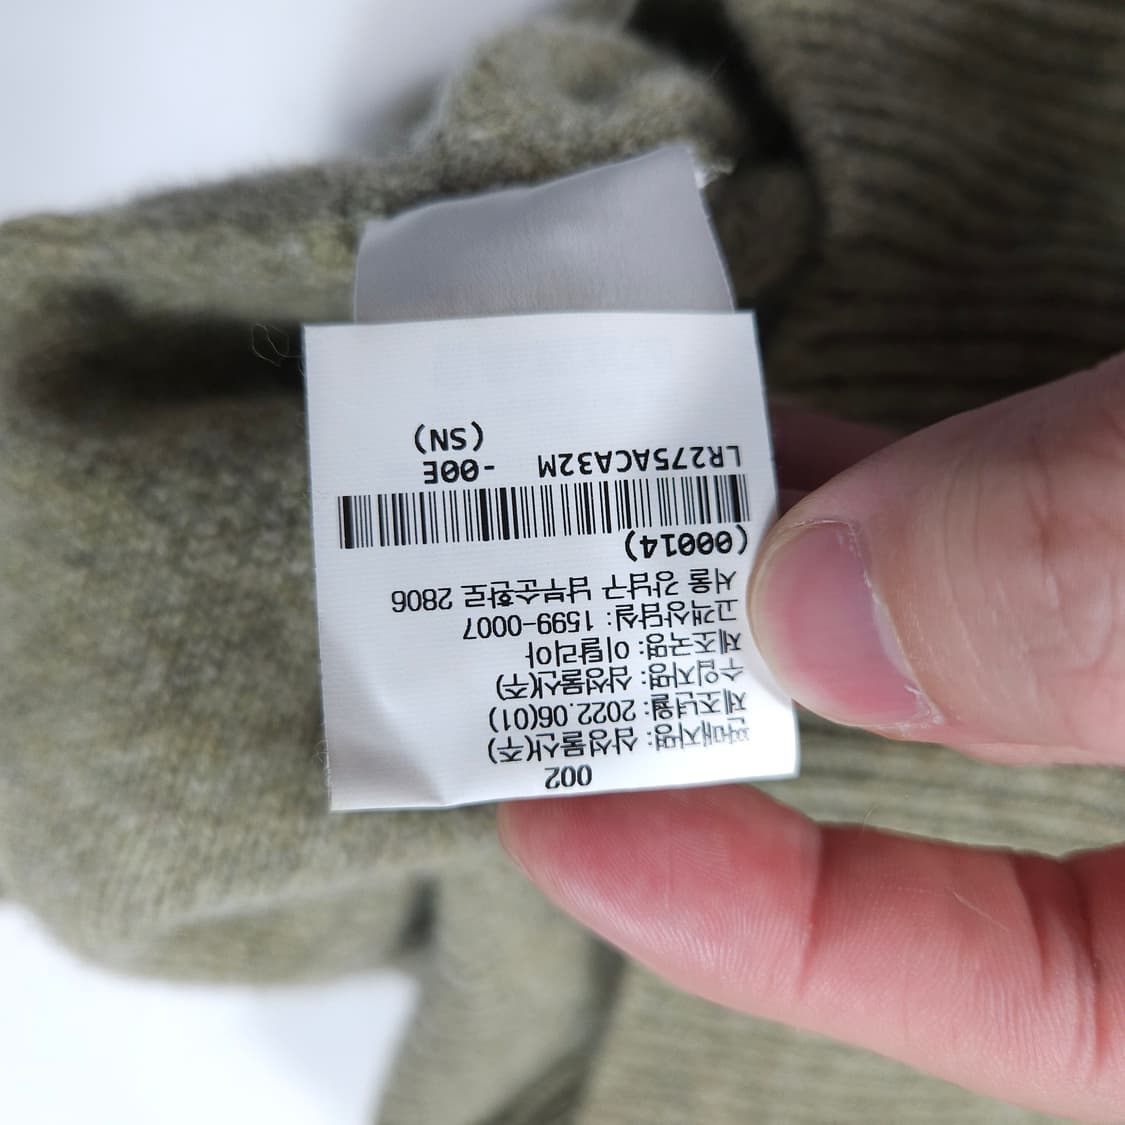 002
판매자명: 삼성물산(주)
제조년월: 2022.06(01)
수입자명: 삼성물산(주)
제조국명: 이탈리아
고객상담실: 1599-0007
서울 강남구 남부순환로 2806
(00014)
LR275ACA32M -00E
(SN)